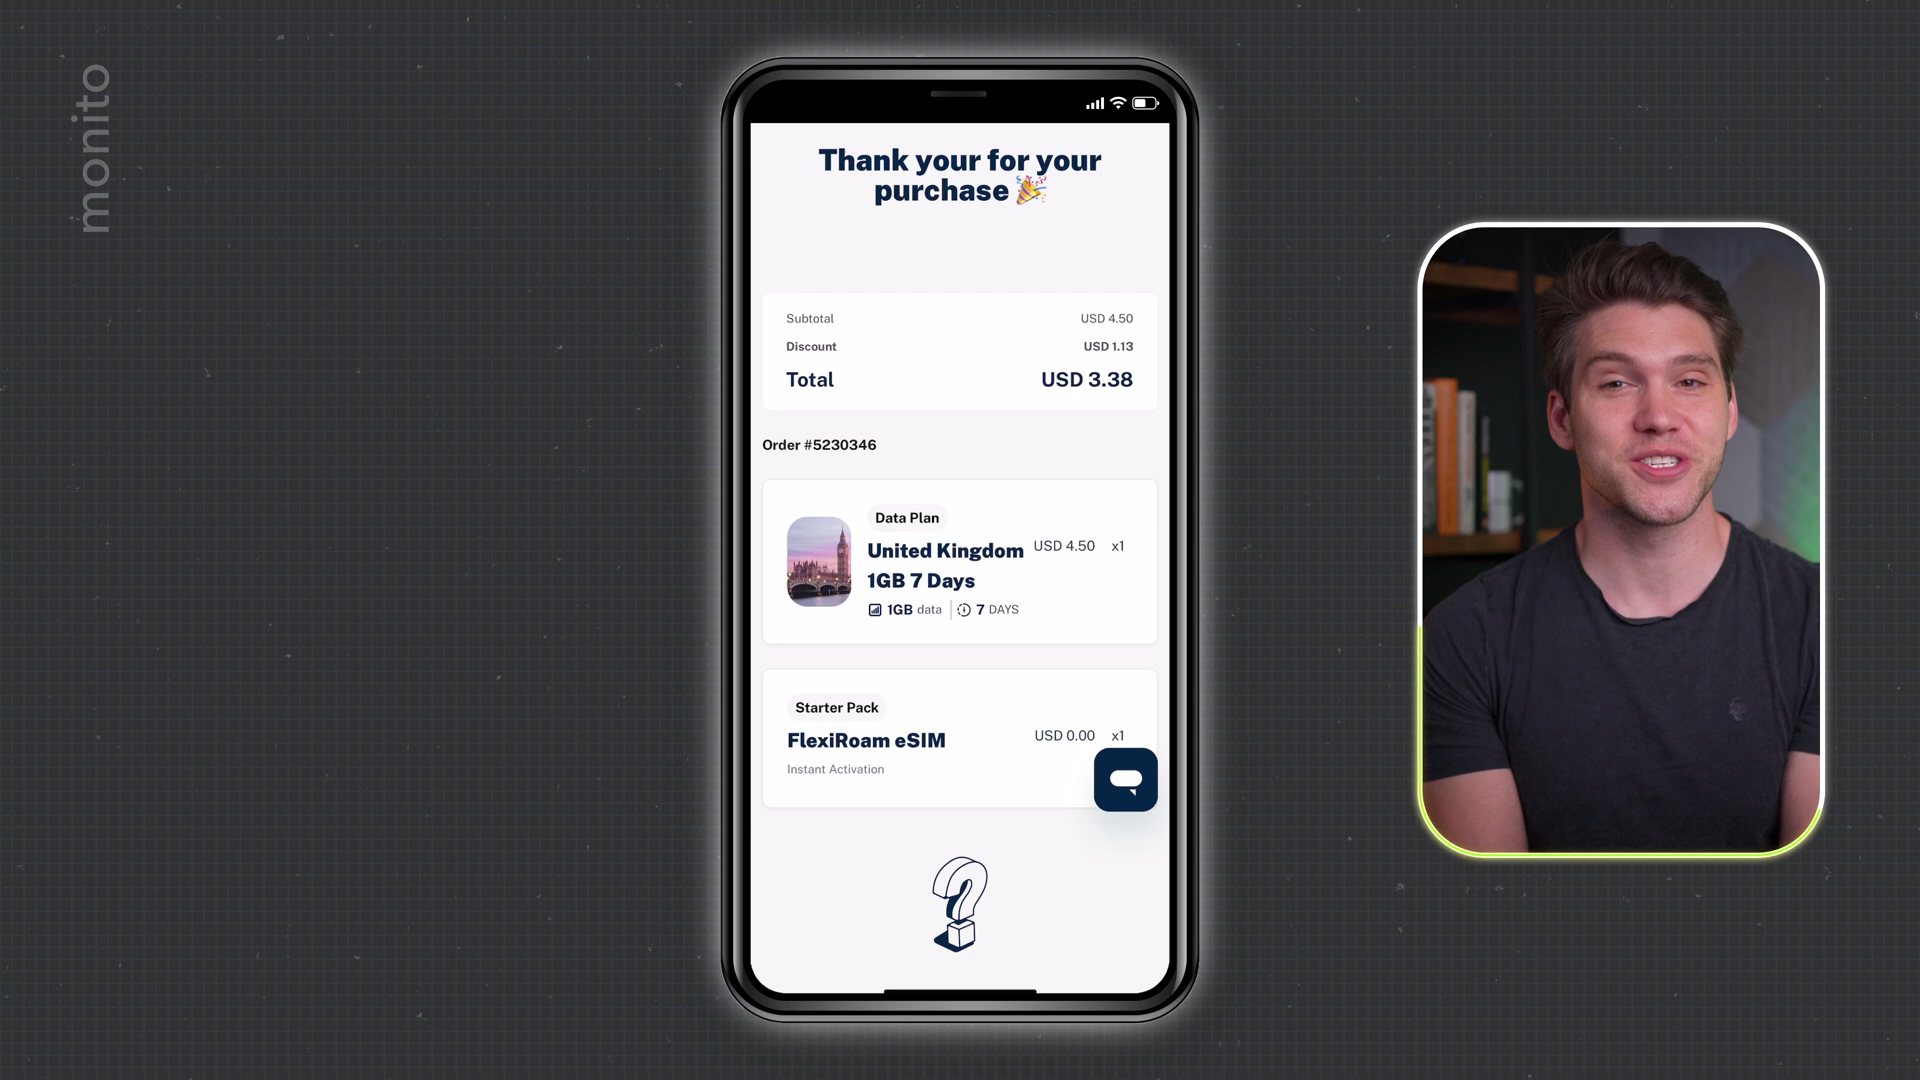 monito
Thank your for your
purchase 🎉
Subtotal USD 4.50
Discount USD 1.13
Total USD 3.38
Order #5230346
Data Plan
United Kingdom USD 4.50 x1
1GB 7 Days
1GB data 7 DAYS
Starter Pack
FlexiRoam eSIM USD 0.00 x1
Instant Activation
?